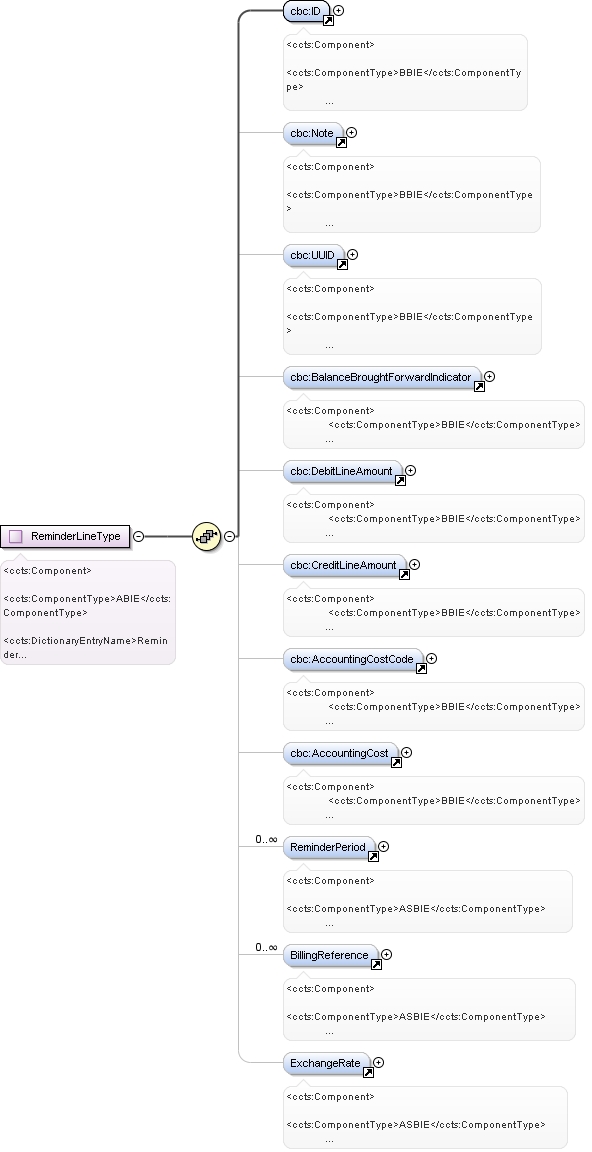 cbc:ID
<ccts:Component>
<ccts:ComponentType>BBIE</ccts:ComponentTy
pe>
...
cbc:Note
<ccts:Component>
<ccts:ComponentType>BBIE</ccts:ComponentType
>
...
cbc:UUID
<ccts:Component>
<ccts:ComponentType>BBIE</ccts:ComponentType
>
...
cbc:BalanceBroughtForwardIndicator
<ccts:Component>
<ccts:ComponentType>BBIE</ccts:ComponentType>
...
cbc:DebitLineAmount
<ccts:Component>
<ccts:ComponentType>BBIE</ccts:ComponentType>
...
ReminderLineType
<ccts:Component>
<ccts:ComponentType>ABIE</ccts:
ComponentType>
<ccts:DictionaryEntryName>Remin
der...
cbc:CreditLineAmount
<ccts:Component>
<ccts:ComponentType>BBIE</ccts:ComponentType>
...
cbc:AccountingCostCode
<ccts:Component>
<ccts:ComponentType>BBIE</ccts:ComponentType>
...
cbc:AccountingCost
<ccts:Component>
<ccts:ComponentType>BBIE</ccts:ComponentType>
...
0..∞
ReminderPeriod
<ccts:Component>
<ccts:ComponentType>ASBIE</ccts:ComponentType>
...
0..∞
BillingReference
<ccts:Component>
<ccts:ComponentType>ASBIE</ccts:ComponentType>
...
ExchangeRate
<ccts:Component>
<ccts:ComponentType>ASBIE</ccts:ComponentType>
...